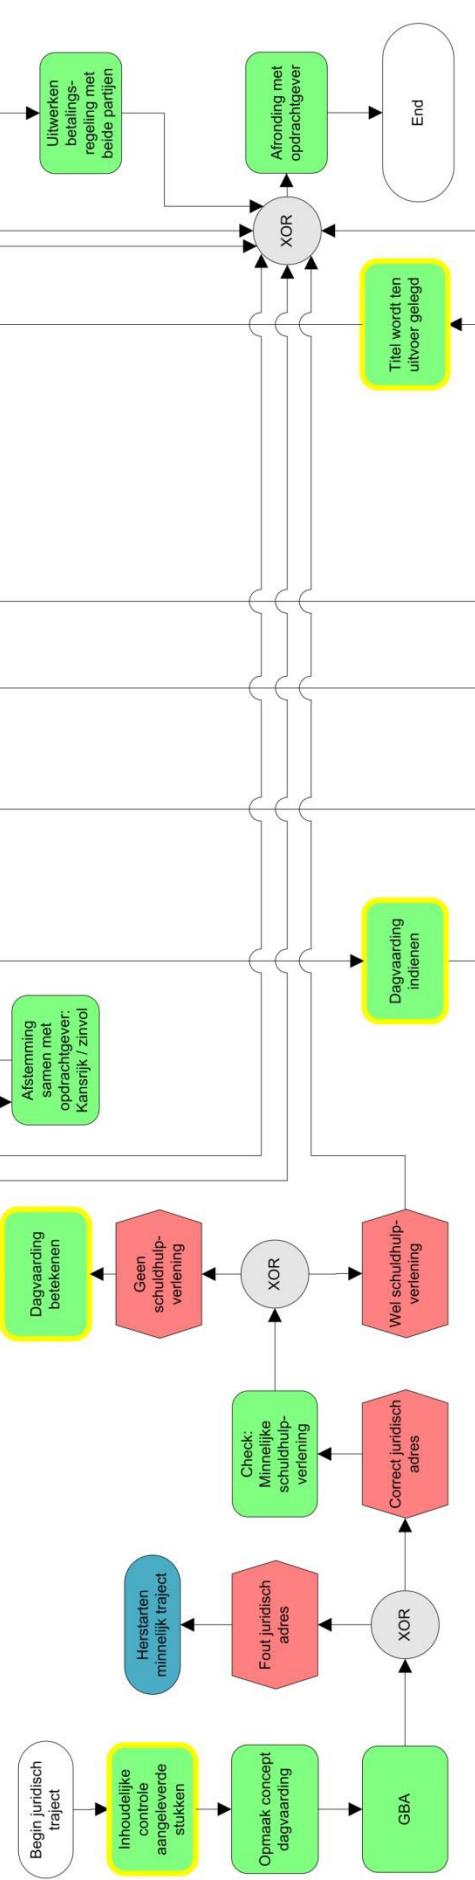 Begin juridisch
traject
Inhoudelijke
controle
aangeleverde
stukken
Opmaak concept
dagvaarding
GBA
XOR
Fout juridisch
adres
Herstarten
minnelijk traject
Correct juridisch
adres
Check:
Minnelijke
schuldhulp-
verlening
XOR
Geen
schuldhulp-
verlening
Dagvaarding
betekenen
Wel schuldhulp-
verlening
Afstemming
samen met
opdrachtgever:
Kansrijk / zinvol
Dagvaarding
indienen
Titel wordt ten
uitvoer gelegd
XOR
Uitwerken
betalings-
regeling met
beide partijen
Afronding met
opdrachtgever
End